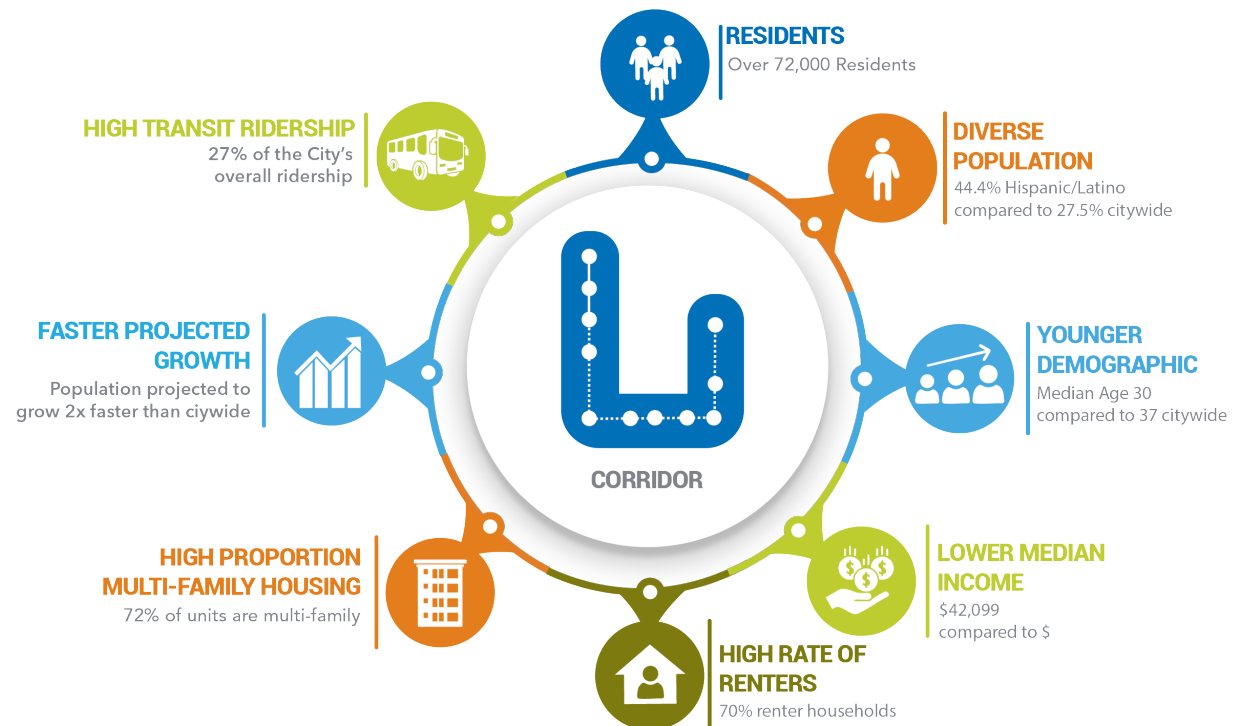 RESIDENTS
Over 72,000 Residents
DIVERSE
POPULATION
44.4% Hispanic/Latino
compared to 27.5% citywide
YOUNGER
DEMOGRAPHIC
Median Age 30
compared to 37 citywide
LOWER MEDIAN
INCOME
$42,099
compared to $
HIGH RATE OF
RENTERS
70% renter households
HIGH PROPORTION
MULTI-FAMILY HOUSING
72% of units are multi-family
FASTER PROJECTED
GROWTH
Population projected to
grow 2x faster than ciywide
HIGH TRANSIT RIDERSHIP
27% of the City's
overall ridership
CORRIDOR
$ $
$